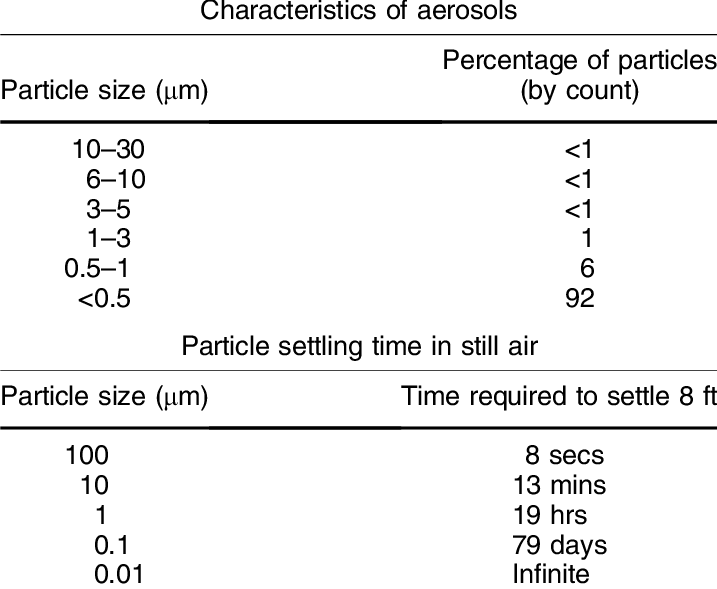 Characteristics of aerosols
Percentage of particles
Particle size (μm) (by count)
10–30 <1
6–10 <1
3–5 <1
1–3 1
0.5–1 6
<0.5 92
Particle settling time in still air
Particle size (μm) Time required to settle 8 ft
100 8 secs
10 13 mins
1 19 hrs
0.1 79 days
0.01 Infinite